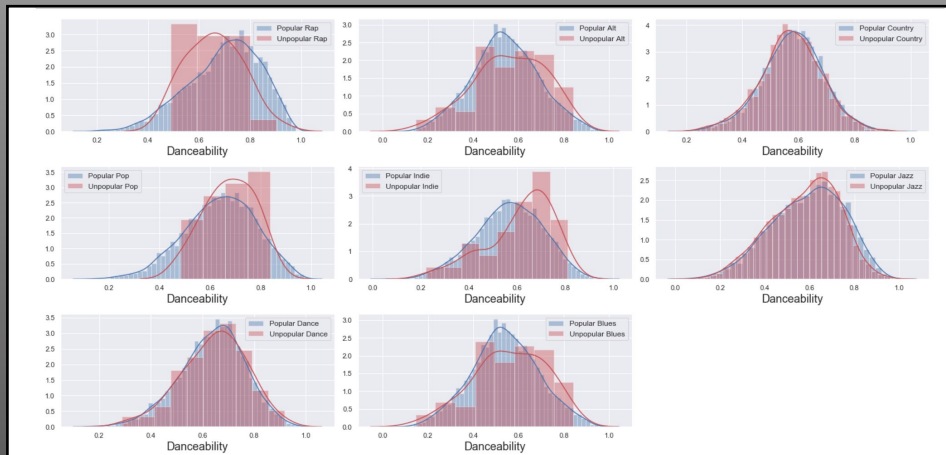 Popular Rap
Unpopular Rap
3.0
2.5
2.0
1.5
1.0
0.5
0.0
0.2 0.4 0.6 0.8 1.0
Danceability
Popular Alt
Unpopular Alt
3.0
2.5
2.0
1.5
1.0
0.5
0.0
0.0 0.2 0.4 0.6 0.8 1.0
Danceability
Popular Country
Unpopular Country
4
3
2
1
0
0.2 0.4 0.6 0.8 1.0
Danceability
Popular Pop
Unpopular Pop
3.5
3.0
2.5
2.0
1.5
1.0
0.5
0.0
0.2 0.4 0.6 0.8 1.0
Danceability
Popular Indie
Unpopular Indie
4
3
2
1
0
0.0 0.2 0.4 0.6 0.8 1.0
Danceability
Popular Jazz
Unpopular Jazz
2.5
2.0
1.5
1.0
0.5
0.0
0.0 0.2 0.4 0.6 0.8 1.0
Danceability
Popular Dance
Unpopular Dance
3.5
3.0
2.5
2.0
1.5
1.0
0.5
0.0
0.2 0.4 0.6 0.8 1.0
Danceability
Popular Blues
Unpopular Blues
3.0
2.5
2.0
1.5
1.0
0.5
0.0
0.0 0.2 0.4 0.6 0.8 1.0
Danceability